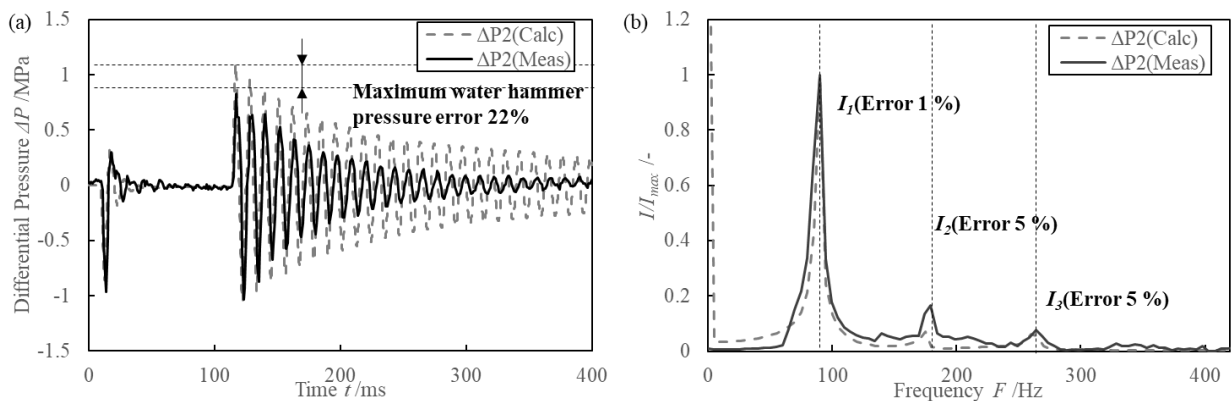 (a)
1.5
1
0.5
0
-0.5
-1
-1.5
Differential Pressure ΔP /MPa
ΔP2(Calc)
ΔP2(Meas)
Maximum water hammer
pressure error 22%
0
100
200
300
400
Time t /ms
(b)
1.2
1
0.8
0.6
0.4
0.2
0
I/Imax /-
ΔP2(Calc)
ΔP2(Meas)
I1(Error 1 %)
I2(Error 5 %)
I3(Error 5 %)
0
100
200
300
400
Frequency F /Hz